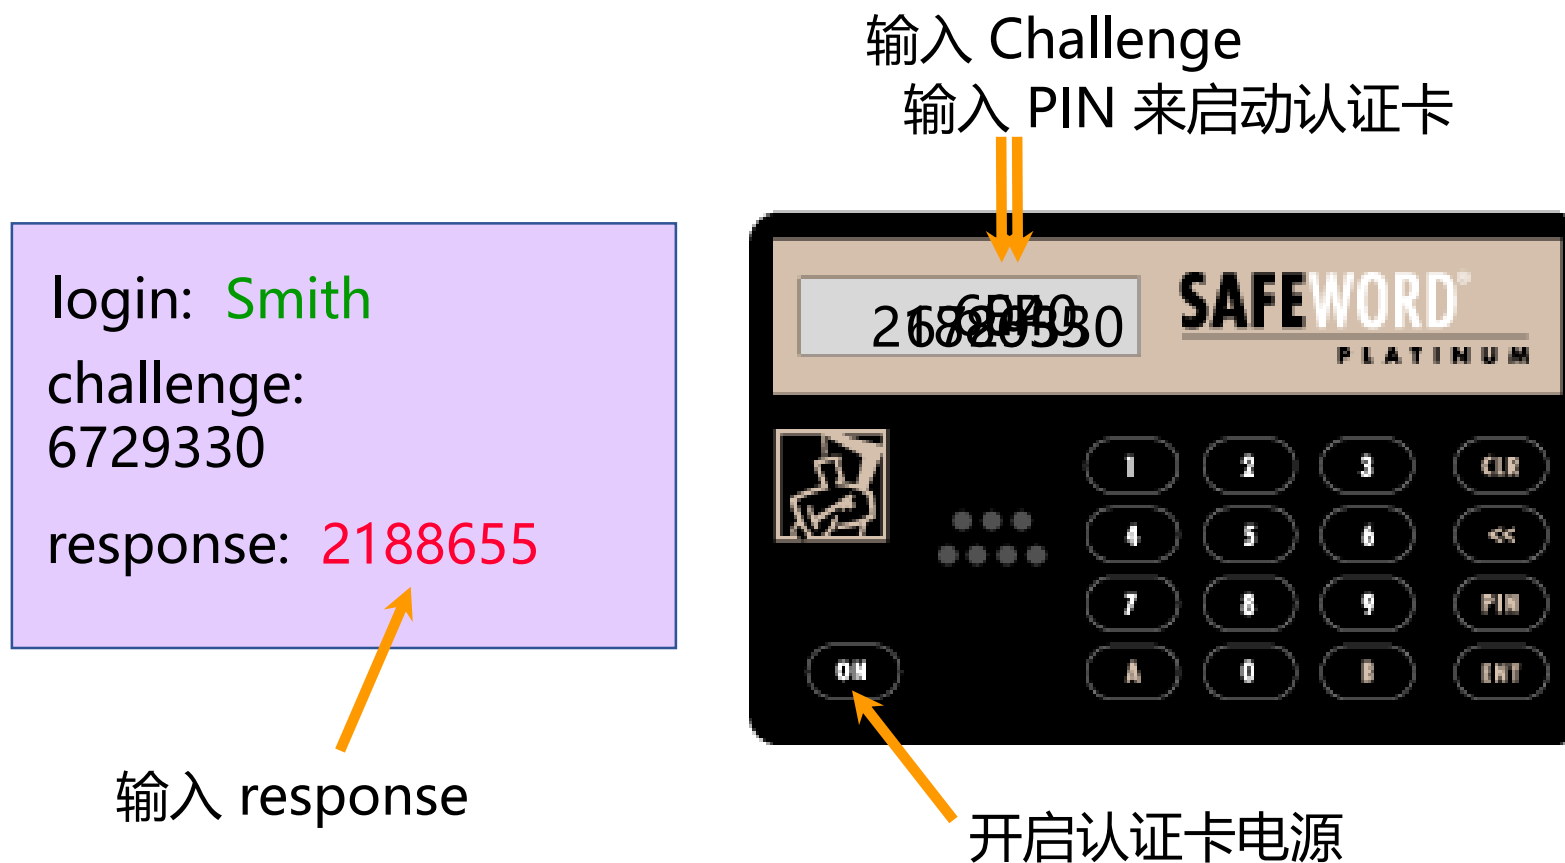 输入 Challenge
输入 PIN 来启动认证卡
login: Smith
challenge:
6729330
response: 2188655
输入 response
SAFEWORD®
PLATINUM
1 2 3 CLR
4 5 6 <<
7 8 9 PIN
ON A 0 B ENT
开启认证卡电源